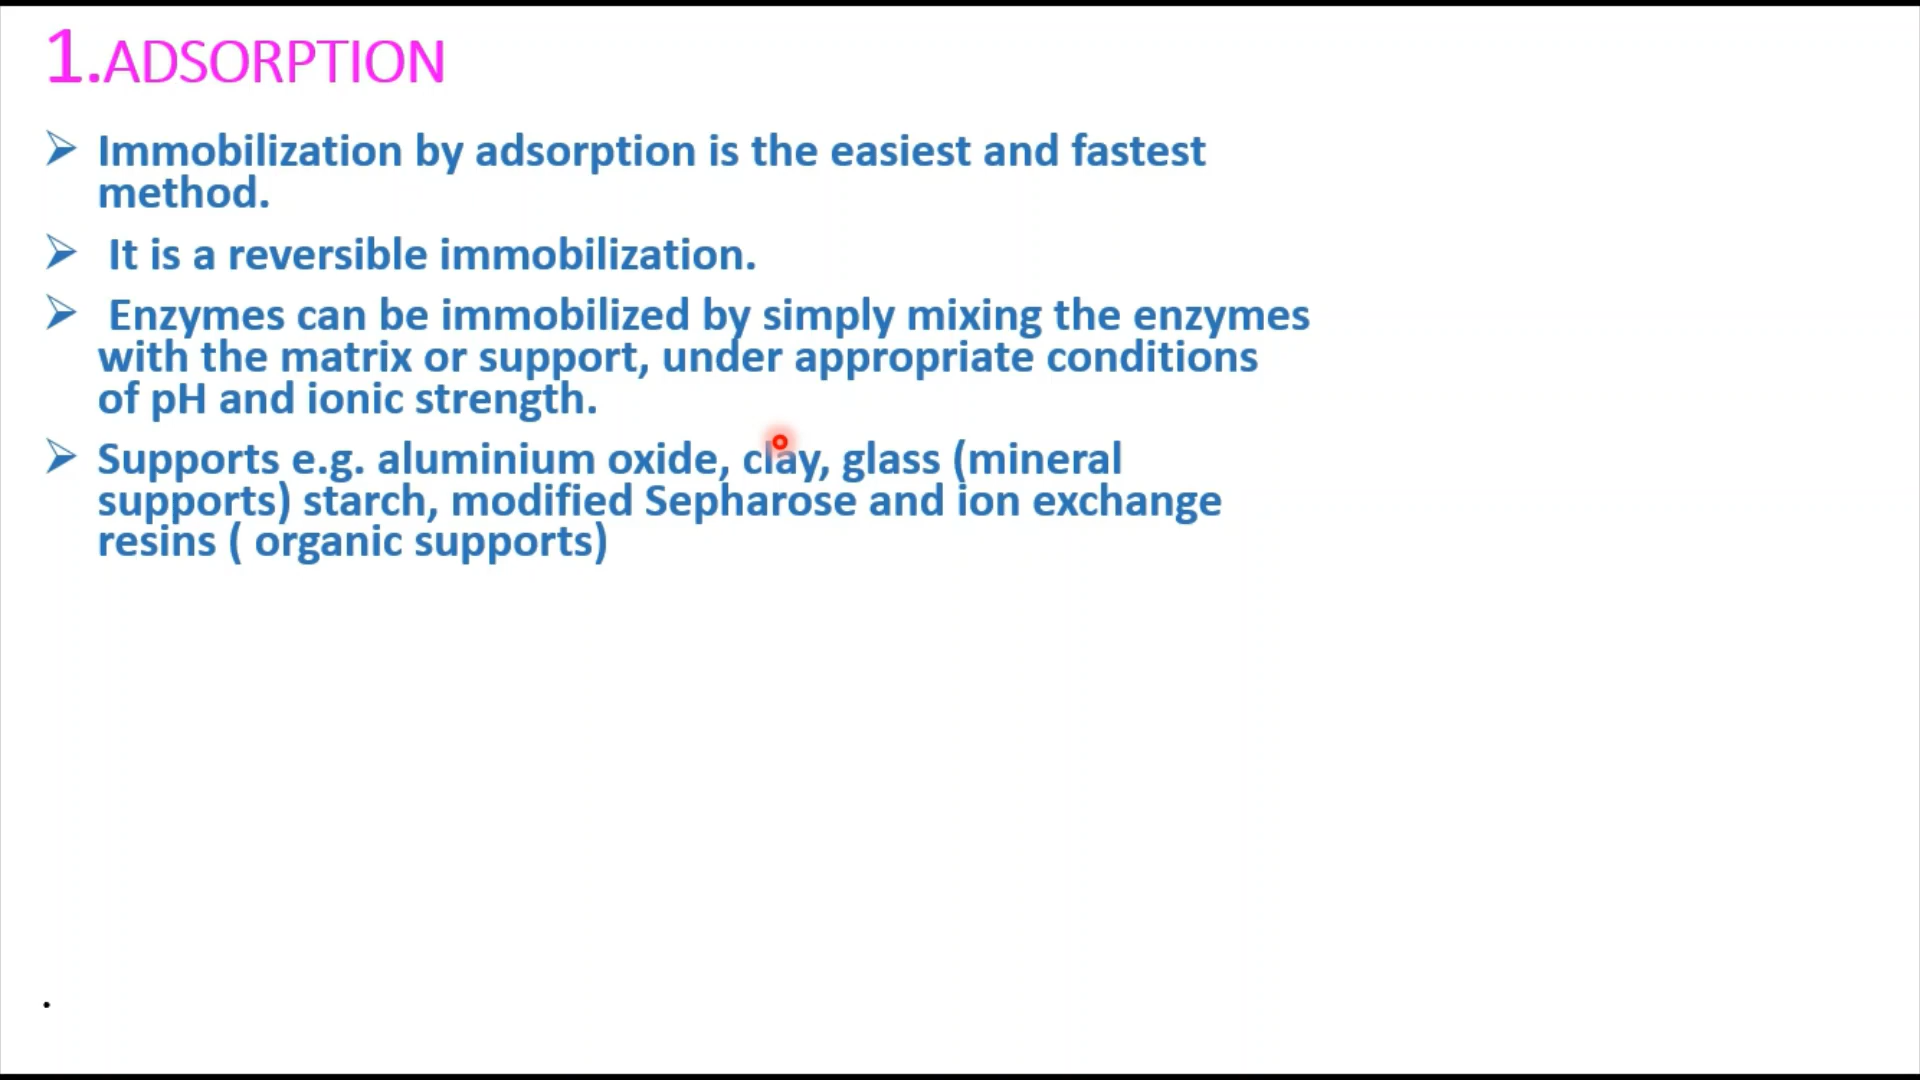 1.ADSORPTION
➢ Immobilization by adsorption is the easiest and fastest
method.
➢ It is a reversible immobilization.
➢ Enzymes can be immobilized by simply mixing the enzymes
with the matrix or support, under appropriate conditions
of pH and ionic strength.
➢ Supports e.g. aluminium oxide, clay, glass (mineral
supports) starch, modified Sepharose and ion exchange
resins ( organic supports)
.